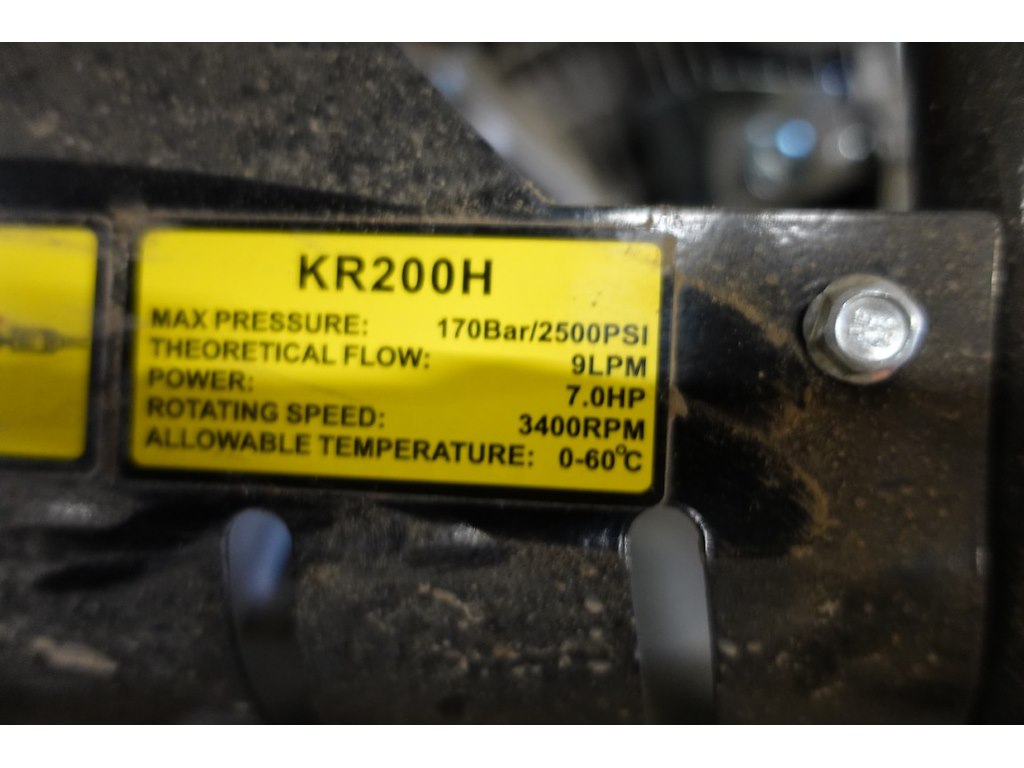 KR200H
MAX PRESSURE: 170Bar/2500PSI
THEORETICAL FLOW: 9LPM
POWER: 7.0HP
ROTATING SPEED: 3400RPM
ALLOWABLE TEMPERATURE: 0-60°C